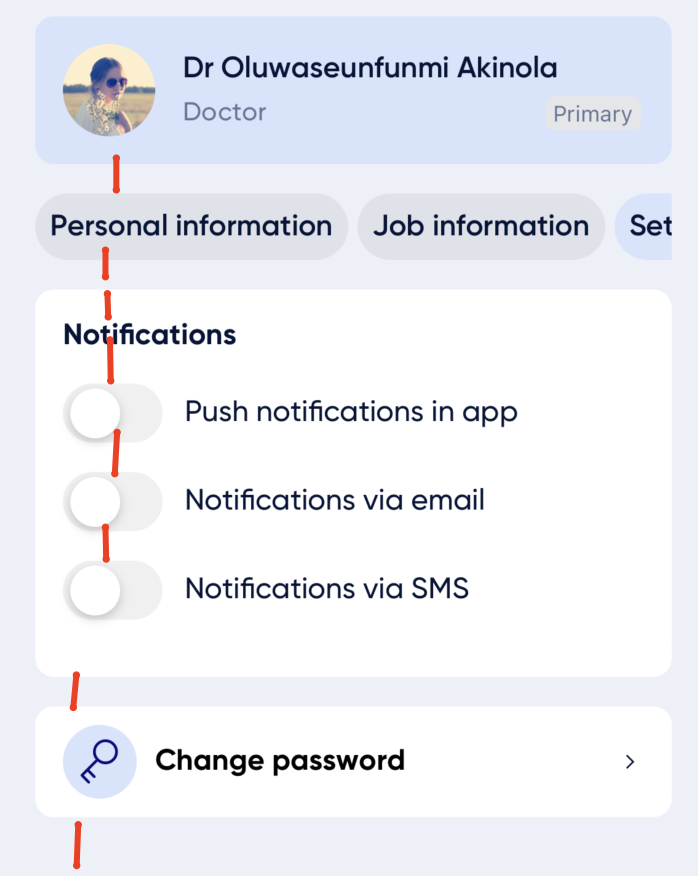 Dr Oluwaseunfunmi Akinola
Doctor
Primary
Personal information
Job information
Set
Notifications
Push notifications in app
Notifications via email
Notifications via SMS
Change password